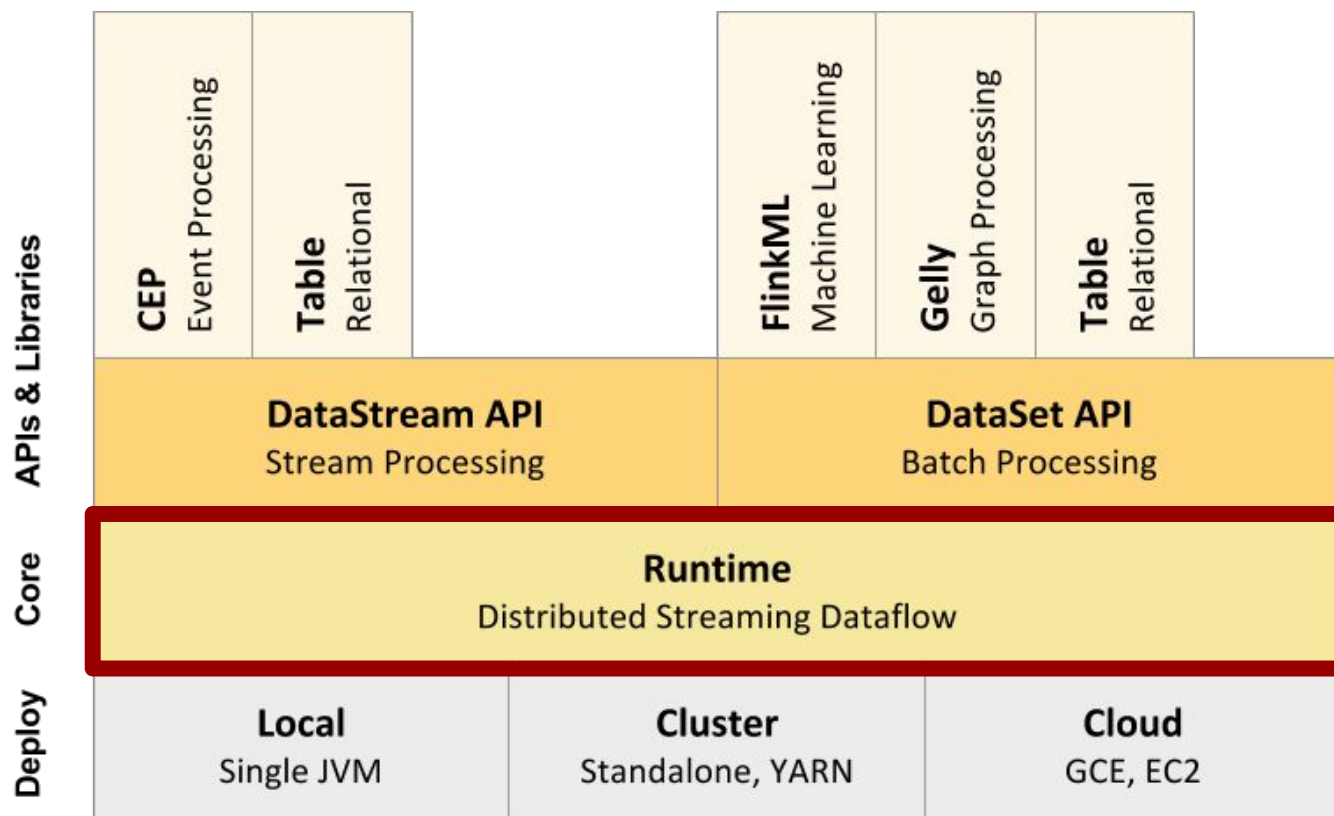 APIs & Libraries
CEP
Event Processing
Table
Relational
FlinkML
Machine Learning
Gelly
Graph Processing
Table
Relational
DataStream API
Stream Processing
DataSet API
Batch Processing
Core
Runtime
Distributed Streaming Dataflow
Deploy
Local
Single JVM
Cluster
Standalone, YARN
Cloud
GCE, EC2